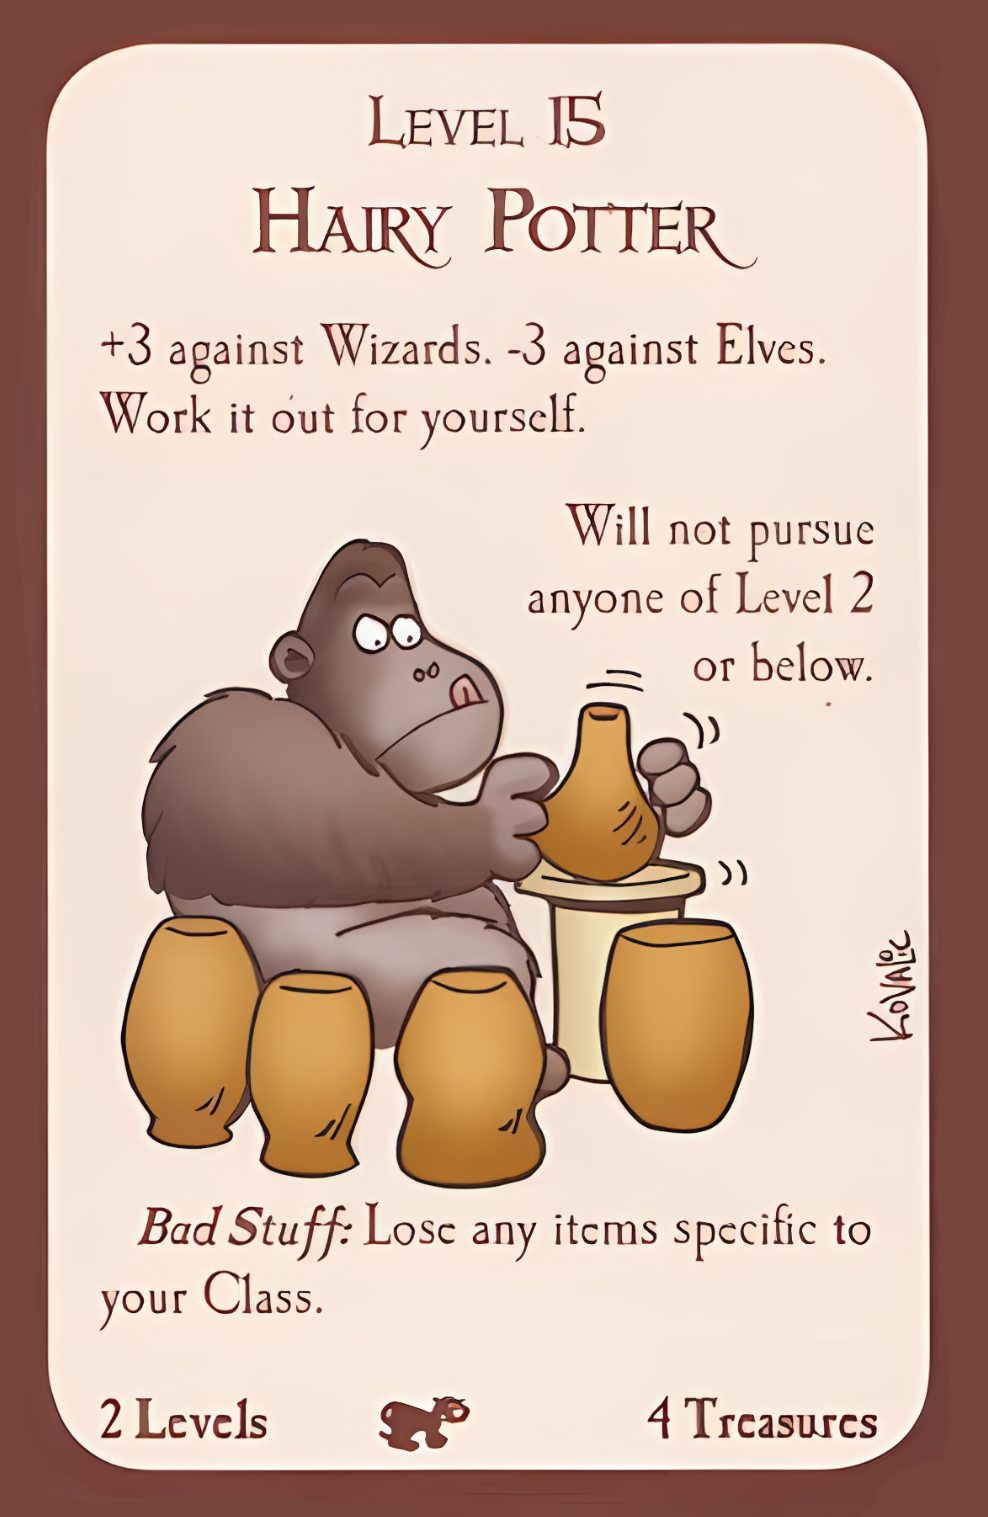 Level 15
Hairy Potter
+3 against Wizards. -3 against Elves.
Work it out for yourself.
Will not pursue
anyone of Level 2
or below.
Kovalic
Bad Stuff: Lose any items specific to
your Class.
2 Levels
4 Treasures